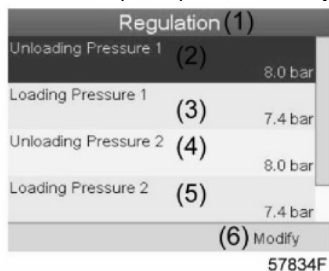 Regulation (1)
Unloading Pressure 1 (2)
8.0 bar
Loading Pressure 1 (3)
7.4 bar
Unloading Pressure 2 (4)
8.0 bar
Loading Pressure 2 (5)
7.4 bar
(6) Modify
57834F